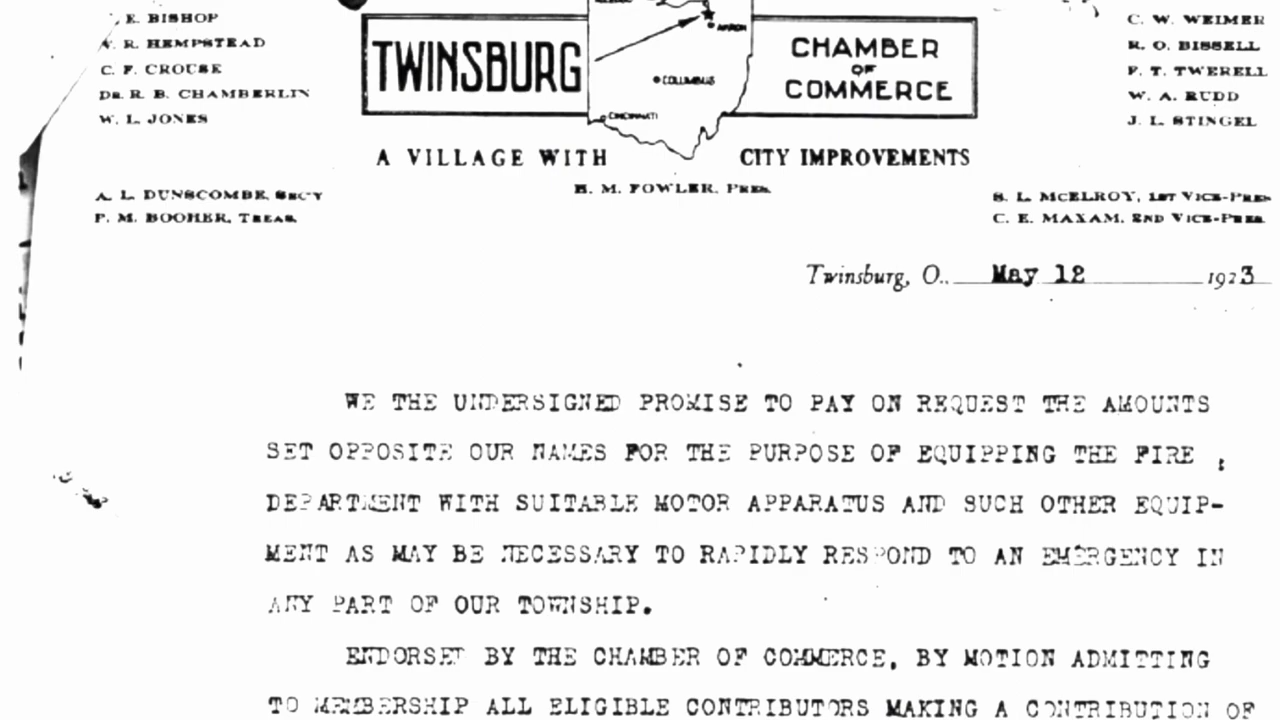 E. BISHOP
R. HEMPSTEAD
C. F. CROUSE
DR. R. B. CHAMBERLIN
W. L. JONES
TWINSBURG
AKRON
COLUMBUS
CINCINNATI
CHAMBER
OF
COMMERCE
C. W. WEIMER
R. O. BISSELL
F. T. TWERELL
W. A. RUDD
J. L. STINGEL
A VILLAGE WITH CITY IMPROVEMENTS
H. M. FOWLER, PRES.
A. L. DUNSCOMBE, SECY
F. M. BOOHER, TREAS.
S. L. McELROY, 1ST VICE-PRES
C. E. MAXAM, 2ND VICE-PRES
Twinsburg, O., May 12 1923
WE THE UNDERSIGNED PROMISE TO PAY ON REQUEST THE AMOUNTS
SET OPPOSITE OUR NAMES FOR THE PURPOSE OF EQUIPPING THE FIRE
DEPARTMENT WITH SUITABLE MOTOR APPARATUS AND SUCH OTHER EQUIP-
MENT AS MAY BE NECESSARY TO RAPIDLY RESPOND TO AN EMERGENCY IN
ANY PART OF OUR TOWNSHIP.
ENDORSET BY THE CHAMBER OF COMMERCE, BY MOTION ADMITTING
TO MEMBERSHIP ALL ELIGIBLE CONTRIBUTORS MAKING A CONTRIBUTION OF